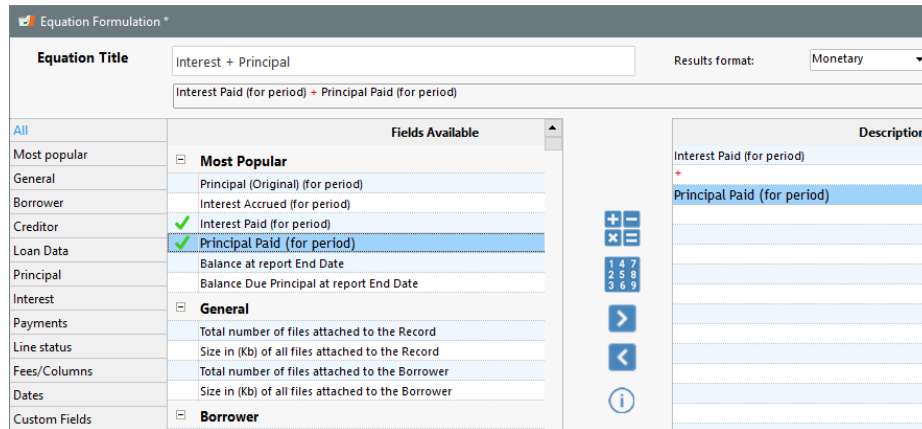 Equation Formulation *
Equation Title
Interest + Principal
Results format:
Monetary
Interest Paid (for period) + Principal Paid (for period)
All
Most popular
General
Borrower
Creditor
Loan Data
Principal
Interest
Payments
Line status
Fees/Columns
Dates
Custom Fields
Fields Available
Most Popular
Principal (Original) (for period)
Interest Accrued (for period)
Interest Paid (for period)
Principal Paid (for period)
Balance at report End Date
Balance Due Principal at report End Date
General
Total number of files attached to the Record
Size in (Kb) of all files attached to the Record
Total number of files attached to the Borrower
Size in (Kb) of all files attached to the Borrower
Borrower
1 4 7
2 5 8
3 6 9
Description
Interest Paid (for period)
+
Principal Paid (for period)